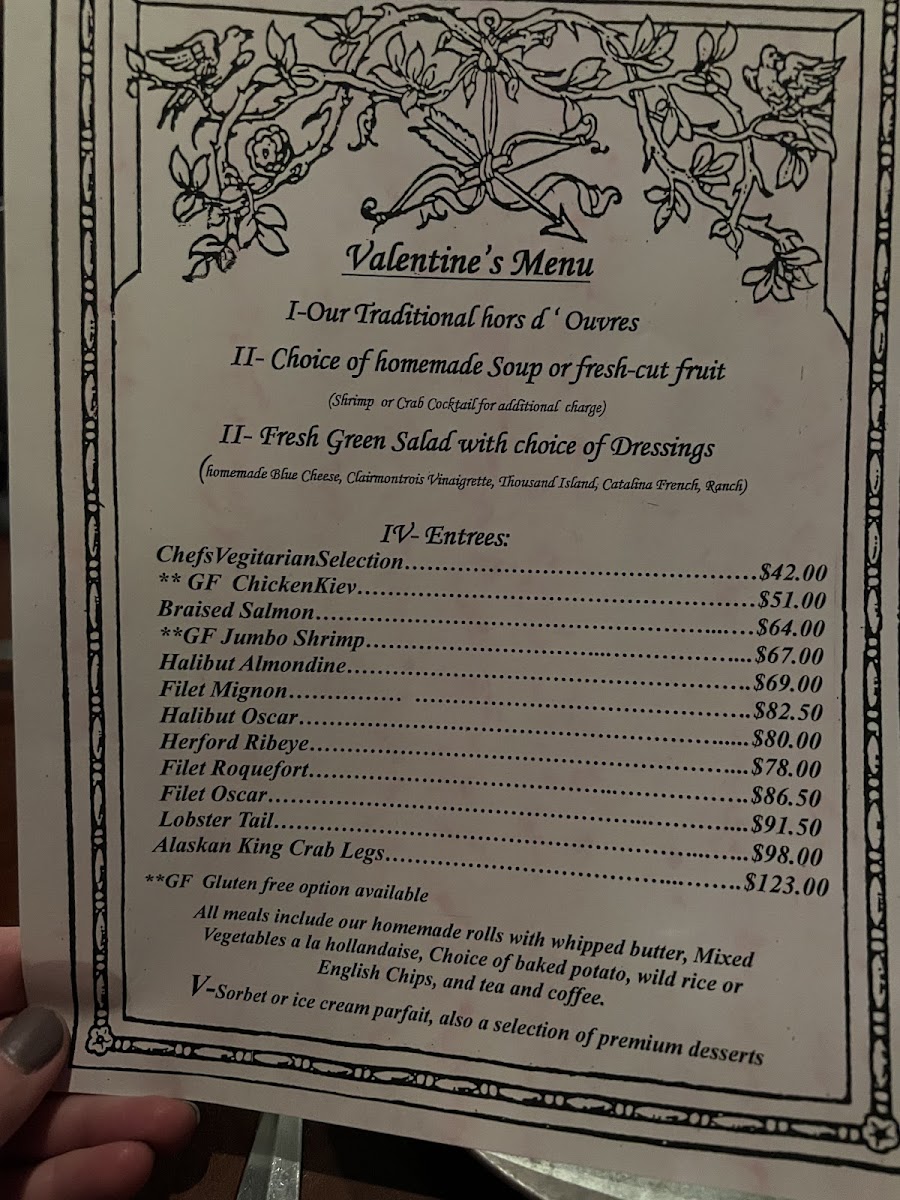 Valentine's Menu
I-Our Traditional hors d ' Ouvres
II- Choice of homemade Soup or fresh-cut fruit
(Shrimp or Crab Cocktail for additional charge)
II- Fresh Green Salad with choice of Dressings
(homemade Blue Cheese, Clairmontrois Vinaigrette, Thousand Island, Catalina French, Ranch)
IV- Entrees:
ChefsVegitarianSelection.......................................................$42.00
** GF ChickenKiev..............................................................$51.00
Braised Salmon.................................................................$64.00
**GF Jumbo Shrimp..............................................................$67.00
Halibut Almondine..............................................................$69.00
Filet Mignon................. .............................................$82.50
Halibut Oscar..................................................................$80.00
Herford Ribeye.................................................................$78.00
Filet Roquefort................................................................$86.50
Filet Oscar....................................................................$91.50
Lobster Tail...................................................................$98.00
Alaskan King Crab Legs.........................................................$123.00
**GF Gluten free option available
All meals include our homemade rolls with whipped butter, Mixed
Vegetables a la hollandaise, Choice of baked potato, wild rice or
English Chips, and tea and coffee.
V-Sorbet or ice cream parfait, also a selection of premium desserts